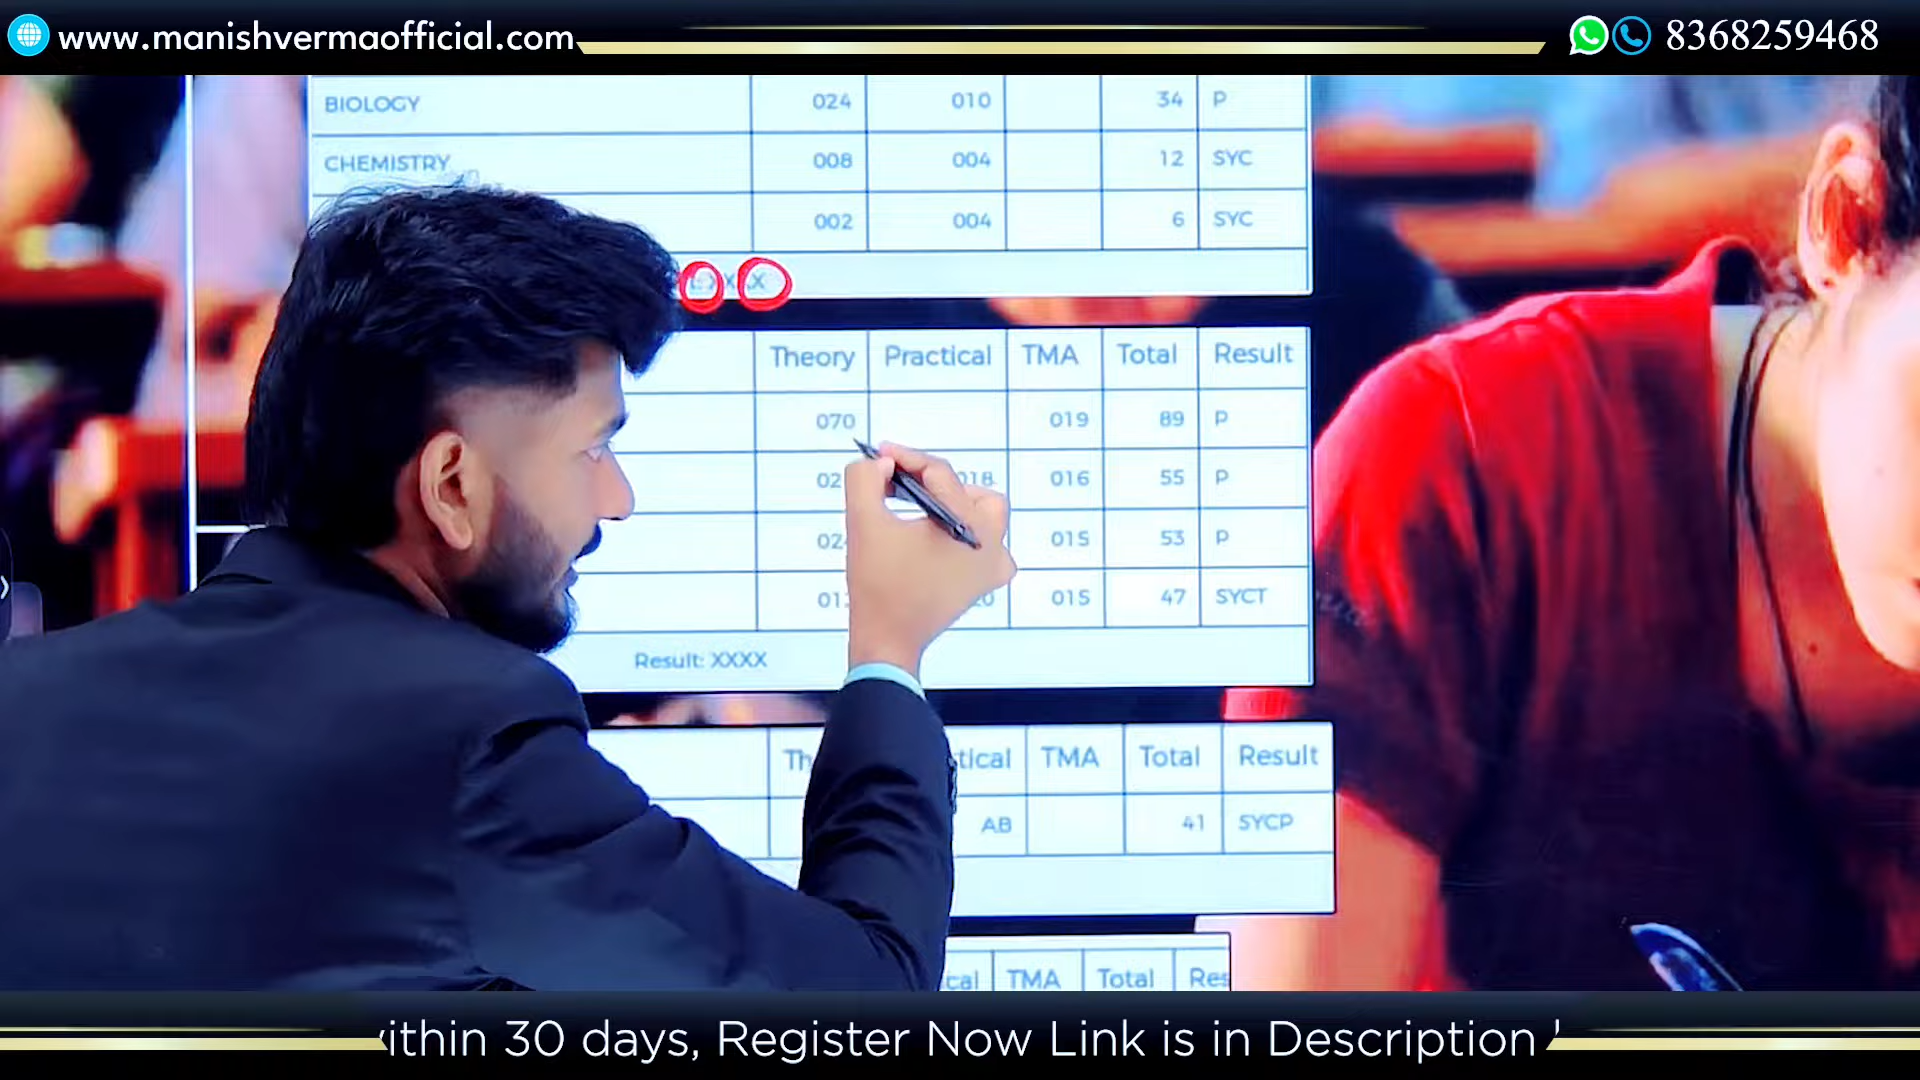 www.manishvermaofficial.com
8368259468
BIOLOGY 024 010 34 P
CHEMISTRY 008 004 12 SYC
002 004 6 SYC
Theory Practical TMA Total Result
070 019 89 P
018 016 55 P
015 53 P
015 47 SYCT
Result: XXXX
TMA Total Result
AB 41 SYCP
TMA Total
30 days, Register Now Link is in Description